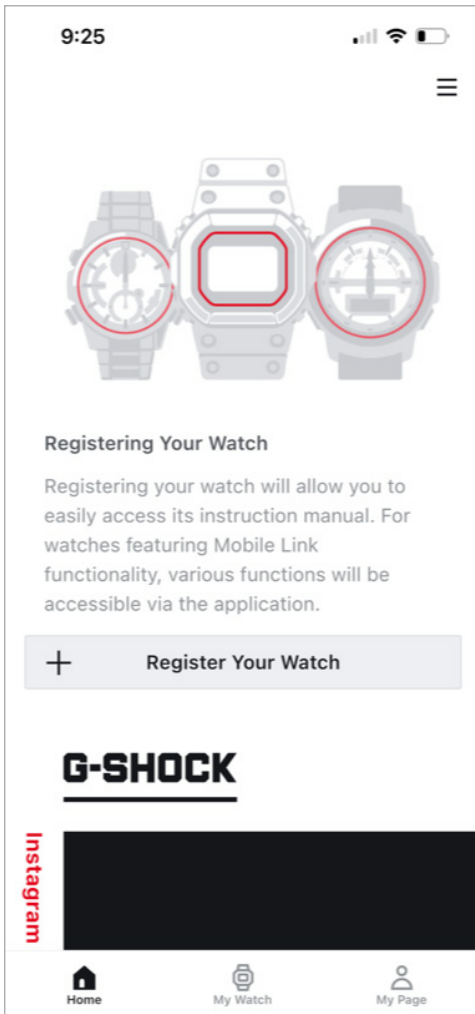 9:25
Registering Your Watch
Registering your watch will allow you to
easily access its instruction manual. For
watches featuring Mobile Link
functionality, various functions will be
accessible via the application.
+ Register Your Watch
G-SHOCK
Instagram
Home
My Watch
My Page